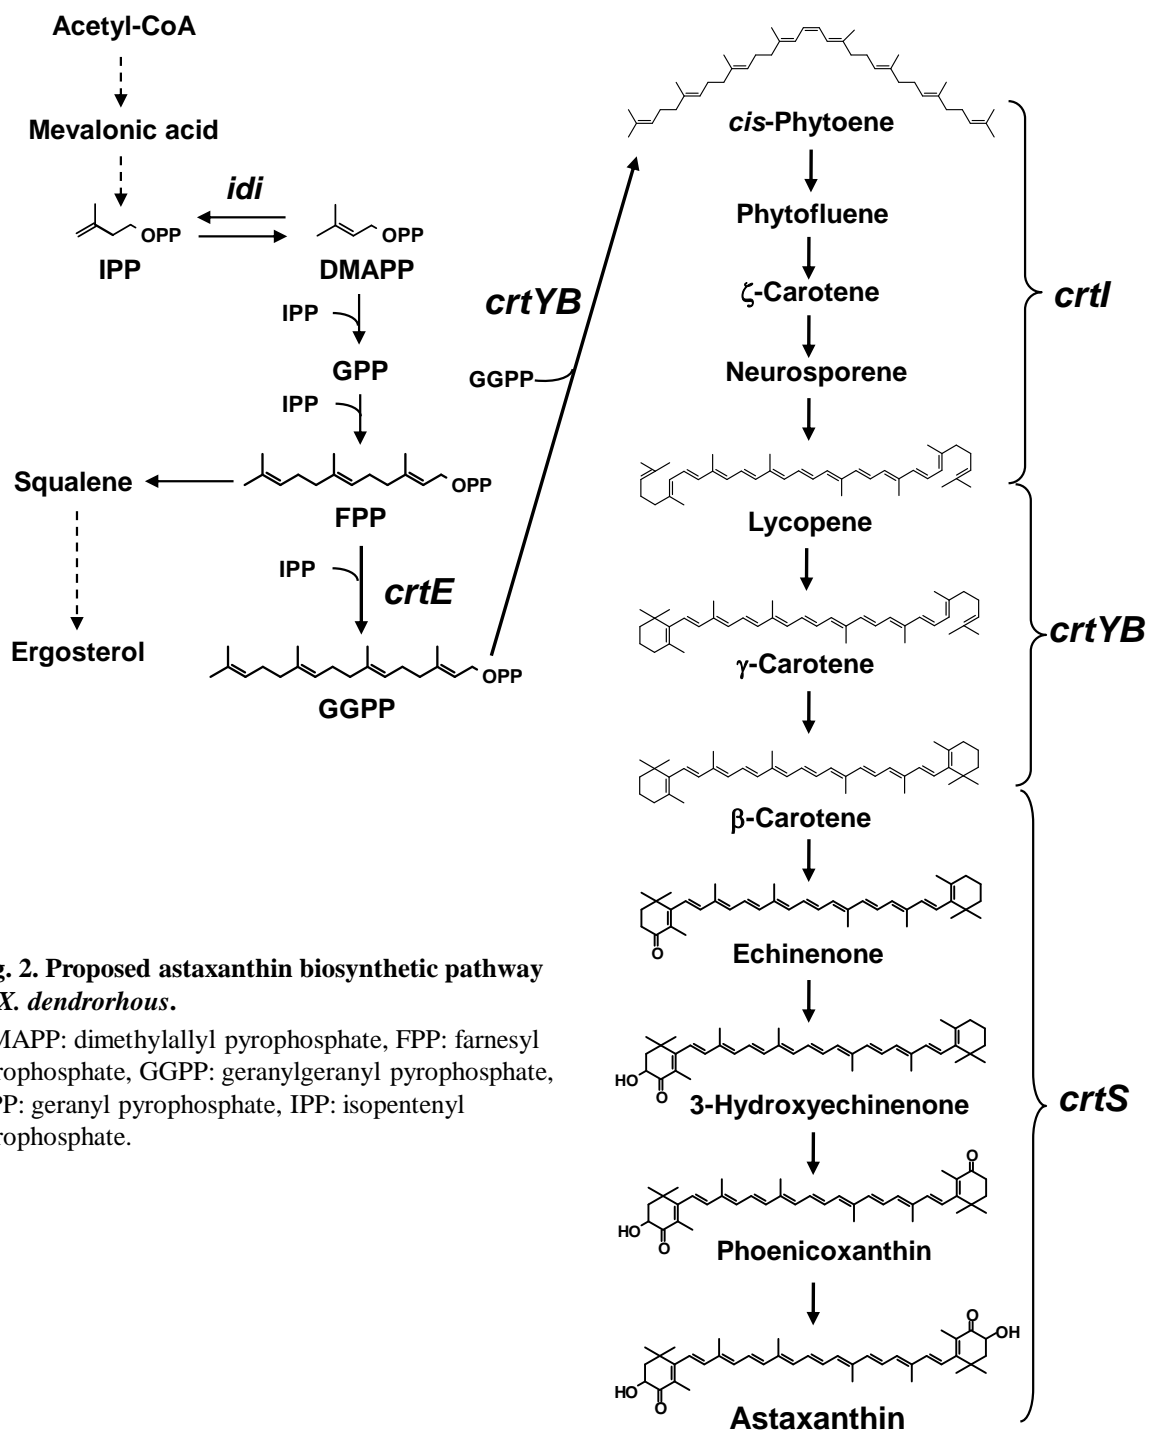 Acetyl-CoA
Mevalonic acid
idi
OPP
IPP
OPP
DMAPP
IPP
GPP
IPP
Squalene
OPP
FPP
IPP
crtE
Ergosterol
OPP
GGPP
crtYB
GGPP
cis-Phytoene
Phytofluene
ζ-Carotene
Neurosporene
crtI
Lycopene
γ-Carotene
crtYB
β-Carotene
O
Echinenone
HO
O
3-Hydroxyechinenone
crtS
O
HO
O
Phoenicoxanthin
O
OH
HO
O
Astaxanthin
g. 2. Proposed astaxanthin biosynthetic pathway
X. dendrorhous.
MAPP: dimethylallyl pyrophosphate, FPP: farnesyl
rophosphate, GGPP: geranylgeranyl pyrophosphate,
PP: geranyl pyrophosphate, IPP: isopentenyl
rophosphate.